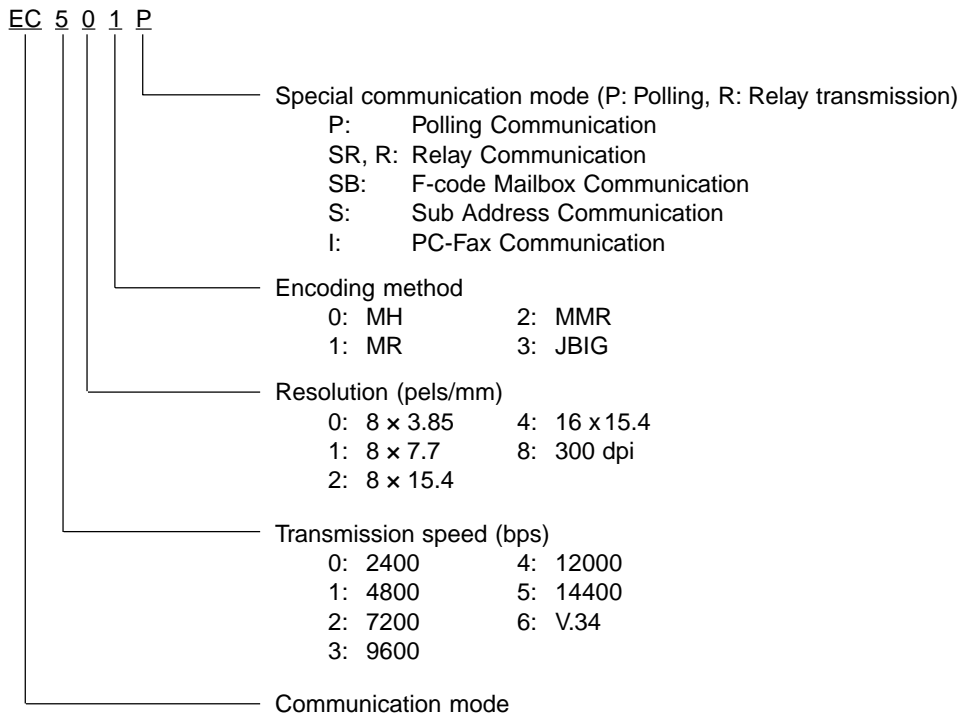 EC 5 0 1 P
Special communication mode (P: Polling, R: Relay transmission)
P: Polling Communication
SR, R: Relay Communication
SB: F-code Mailbox Communication
S: Sub Address Communication
I: PC-Fax Communication
Encoding method
0: MH 2: MMR
1: MR 3: JBIG
Resolution (pels/mm)
0: 8 × 3.85 4: 16 x 15.4
1: 8 × 7.7 8: 300 dpi
2: 8 × 15.4
Transmission speed (bps)
0: 2400 4: 12000
1: 4800 5: 14400
2: 7200 6: V.34
3: 9600
Communication mode